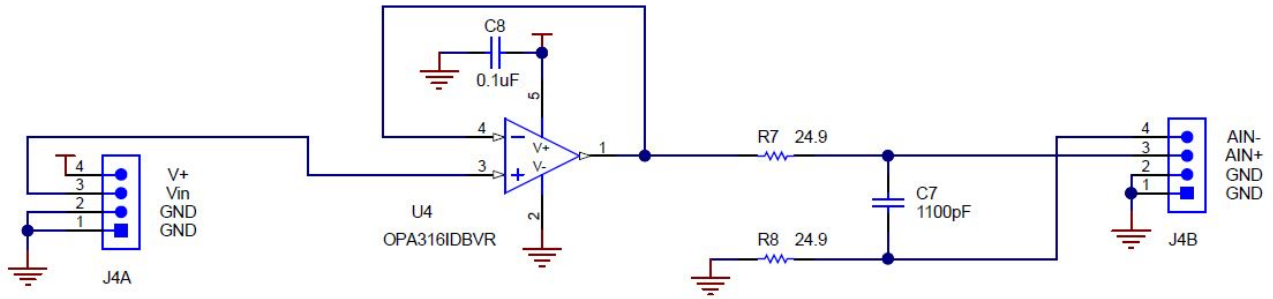 C8
0.1uF
5
4
V+
1
3
V-
U4
2
OPA316IDBVR
4
V+
3
Vin
2
GND
1
GND
J4A
R7 24.9
C7
1100pF
R8 24.9
4
AIN-
3
AIN+
2
GND
1
GND
J4B